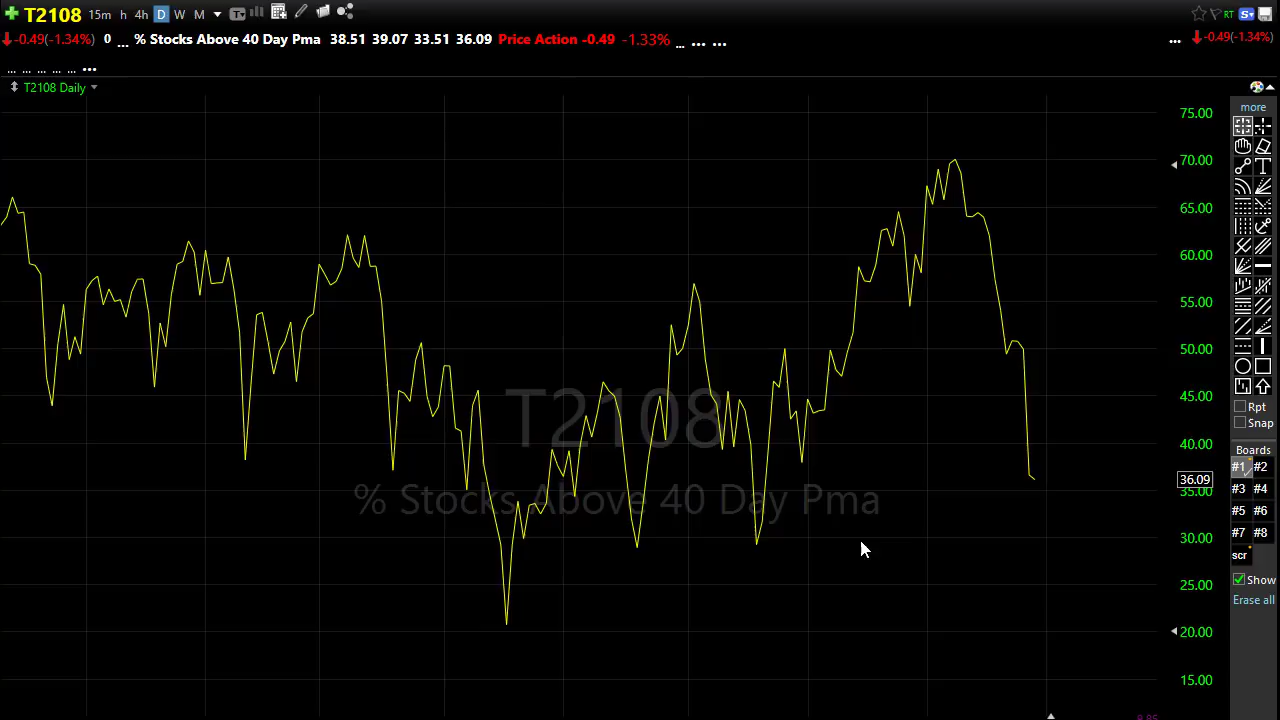 T2108 15m h 4h D W M T RT S
-0.49(-1.34%) 0 ... % Stocks Above 40 Day Pma 38.51 39.07 33.51 36.09 Price Action -0.49 -1.33% ... ... ... ... -0.49(-1.34%)
... ... ... ... ... ...
T2108 Daily
more
75.00
70.00
65.00
60.00
55.00
50.00
45.00
40.00
36.09
35.00
30.00
25.00
20.00
15.00
T2108
% Stocks Above 40 Day Pma
T
Rpt
Snap
Boards
#1 #2
#3 #4
#5 #6
#7 #8
scr
Show
Erase all